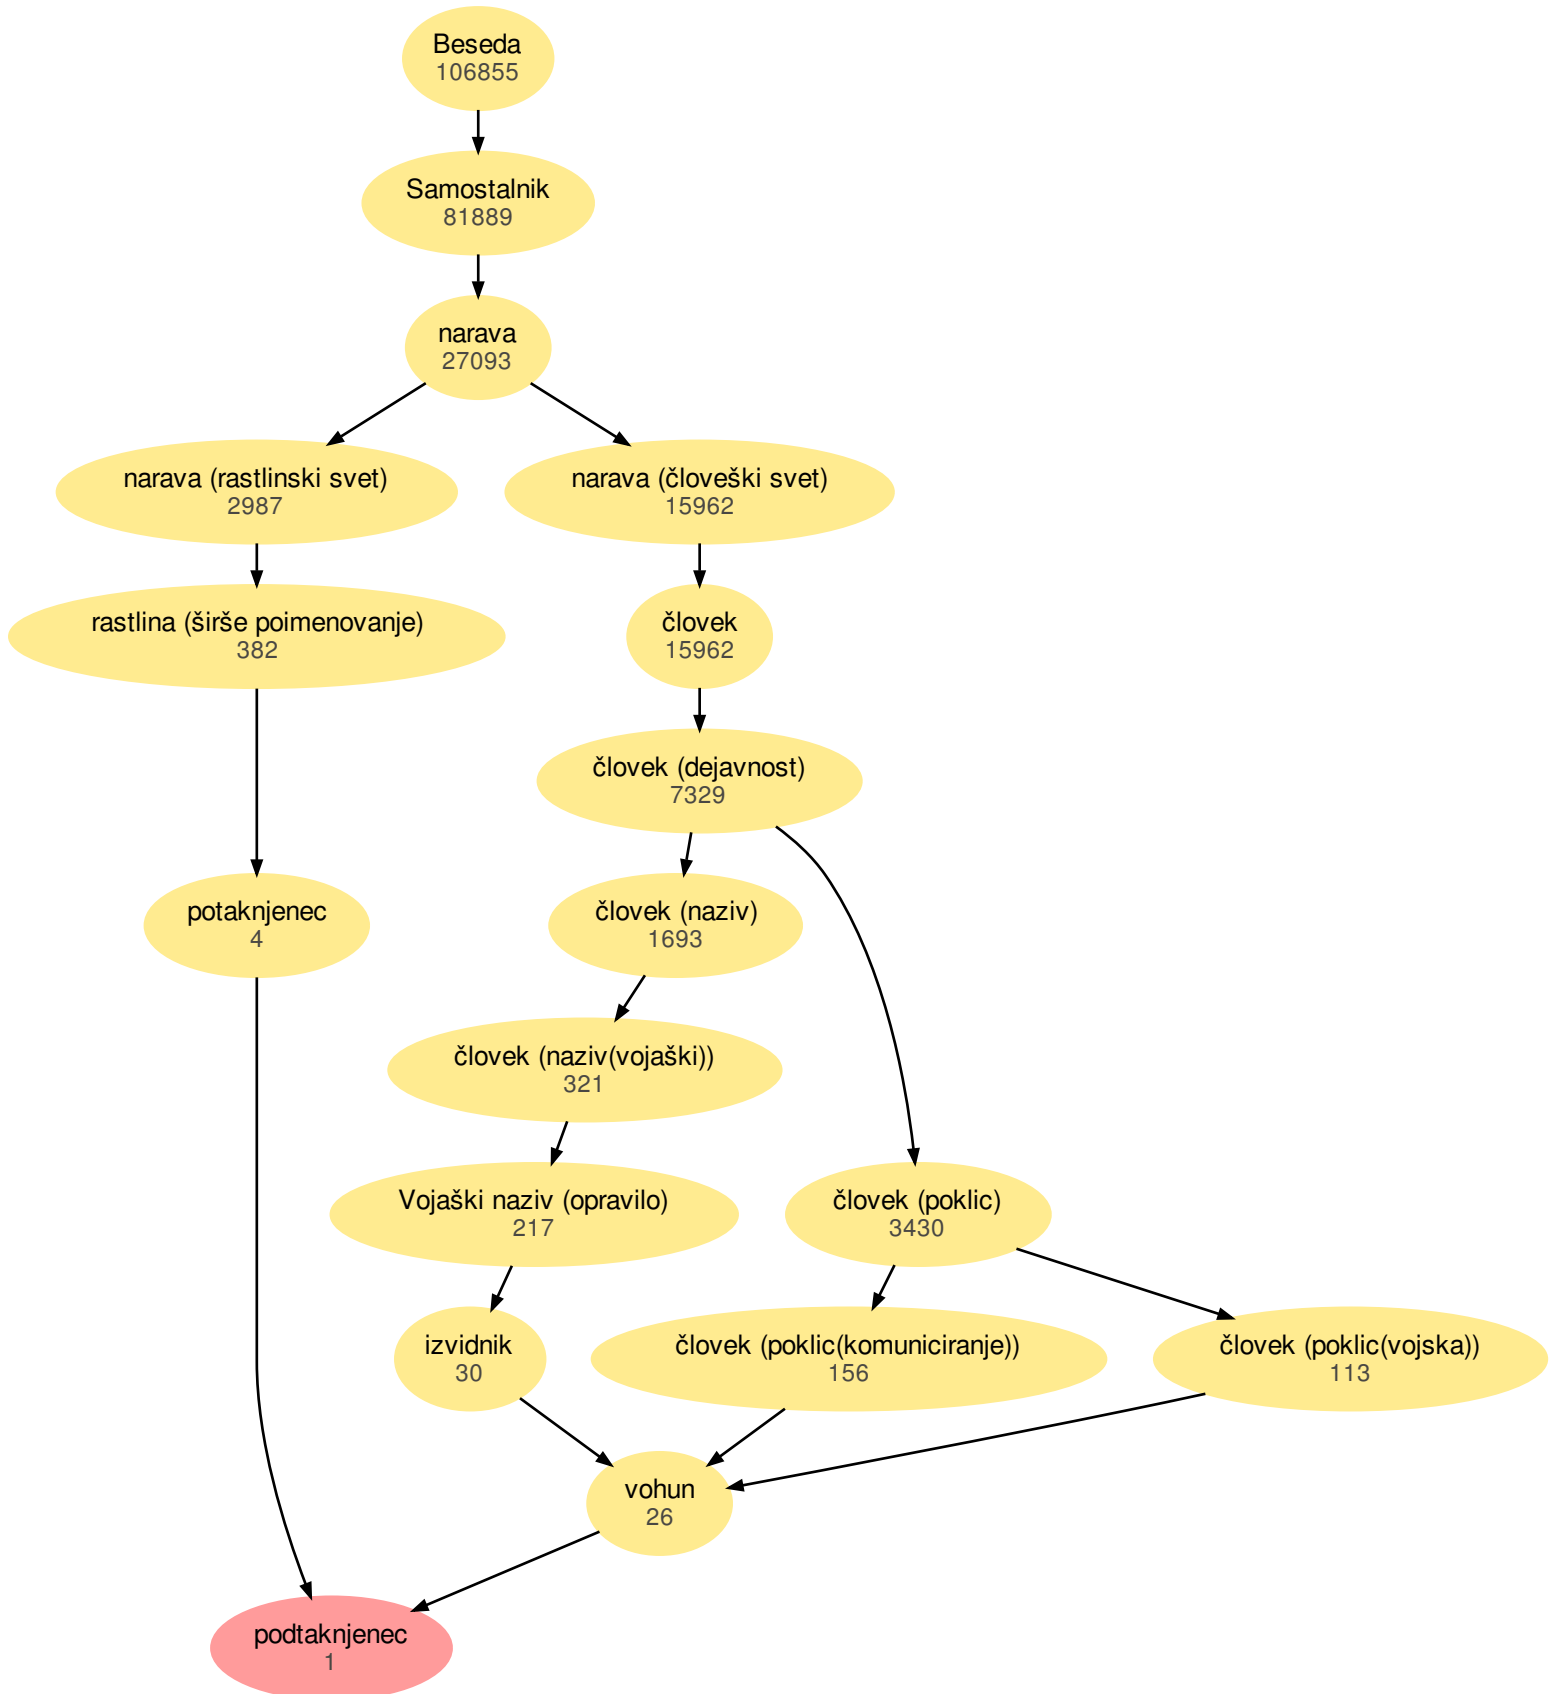 Beseda
106855
Samostalnik
81889
narava
27093
narava (rastlinski svet)
2987
narava (človeški svet)
15962
rastlina (širše poimenovanje)
382
človek
15962
človek (dejavnost)
7329
potaknjenec
4
človek (naziv)
1693
človek (naziv(vojaški))
321
Vojaški naziv (opravilo)
217
človek (poklic)
3430
izvidnik
30
človek (poklic(komuniciranje))
156
človek (poklic(vojska))
113
vohun
26
podtaknjenec
1